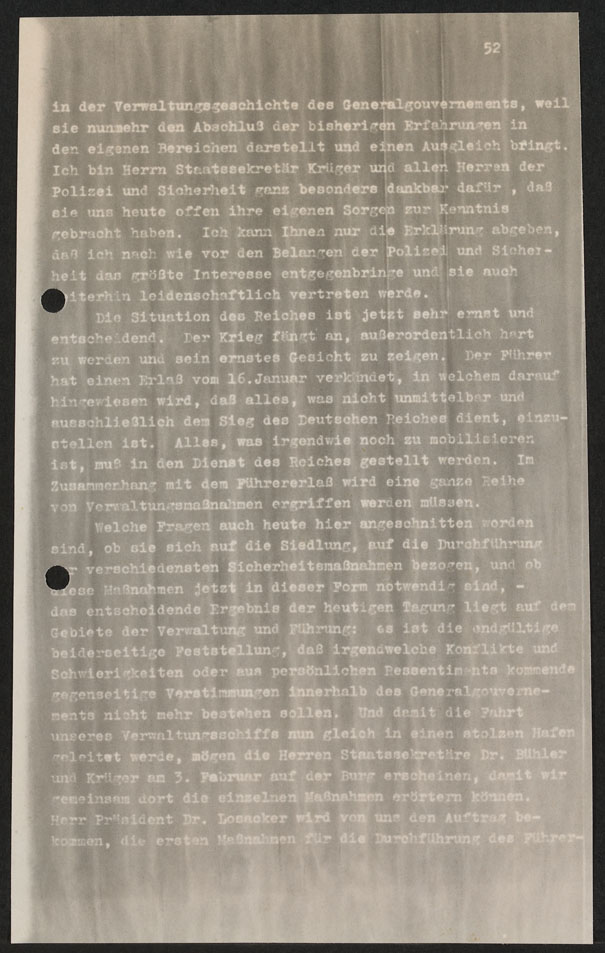 52
in der Verwaltungsgeschichte des Generalgouvernements, weil
sie nunmehr den Abschluß der bisherigen Erfahrungen in
den eigenen Bereichen darstellt und einen Ausgleich bringt.
Ich bin Herrn Staatssekretär Krüger und allen Herren der
Polizei und Sicherheit ganz besonders dankbar dafür , daß
sie uns heute offen ihre eigenen Sorgen zur Kenntnis
gebracht haben. Ich kann Ihnen nur die Erklärung abgeben,
daß ich nach wie vor den Belangen der Polizei und Sicher-
heit das größte Interesse entgegenbringe und sie auch
iterhin leidenschaftlich vertreten werde.
Die Situation des Reiches ist jetzt sehr ernst und
entscheidend. Der Krieg fängt an, außerordentlich hart
zu werden und sein ernstes Gesicht zu zeigen. Der Führer
hat einen Erlaß vom 16.Januar verkündet, in welchem darauf
hingewiesen wird, daß alles, was nicht unmittelbar und
ausschließlich dem Sieg des Deutschen Reiches dient, einzu-
stellen ist. Alles, was irgendwie noch zu mobilisieren
ist, muß in den Dienst des Reiches gestellt werden. Im
Zusammenhang mit dem Führererlaß wird eine ganze Reihe
von Verwaltungsmaßnahmen ergriffen werden müssen.
Welche Fragen auch heute hier angeschnitten worden
sind, ob sie sich auf die Siedlung, auf die Durchführung
r verschiedensten Sicherheitsmaßnahmen bezogen, und ob
diese Maßnahmen jetzt in dieser Form notwendig sind, -
das entscheidende Ergebnis der heutigen Tagung liegt auf dem
Gebiete der Verwaltung und Führung: es ist die endgültige
beiderseitige Feststellung, daß irgendwelche Konflikte und
Schwierigkeiten oder aus persönlichen Ressentiments kommende
gegenseitige Verstimmungen innerhalb des Generalgouverne-
ments nicht mehr bestehen sollen. Und damit die Fahrt
unseres Verwaltungsschiffs nun gleich in einen stolzen Hafen
geleitet werde, mögen die Herren Staatssekretäre Dr. Bühler
und Krüger am 3. Februar auf der Burg erscheinen, damit wir
gemeinsam dort die einzelnen Maßnahmen erörtern können.
Herr Präsident Dr. Losacker wird von uns den Auftrag be-
kommen, die ersten Maßnahmen für die Durchführung des Führer-